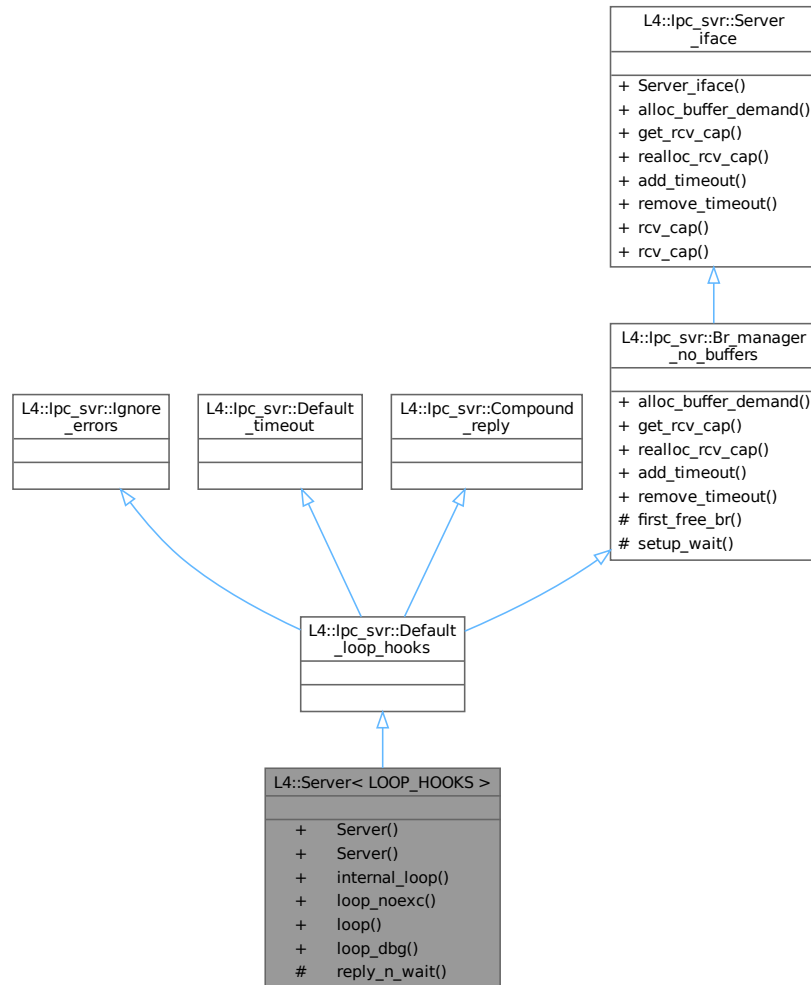 L4::Ipc_svr::Server
_iface
+ Server_iface()
+ alloc_buffer_demand()
+ get_rcv_cap()
+ realloc_rcv_cap()
+ add_timeout()
+ remove_timeout()
+ rcv_cap()
+ rcv_cap()
L4::Ipc_svr::Br_manager
_no_buffers
+ alloc_buffer_demand()
+ get_rcv_cap()
+ realloc_rcv_cap()
+ add_timeout()
+ remove_timeout()
# first_free_br()
# setup_wait()
L4::Ipc_svr::Ignore
_errors
L4::Ipc_svr::Default
_timeout
L4::Ipc_svr::Compound
_reply
L4::Ipc_svr::Default
_loop_hooks
L4::Server< LOOP_HOOKS >
+ Server()
+ Server()
+ internal_loop()
+ loop_noexc()
+ loop()
+ loop_dbg()
# reply_n_wait()